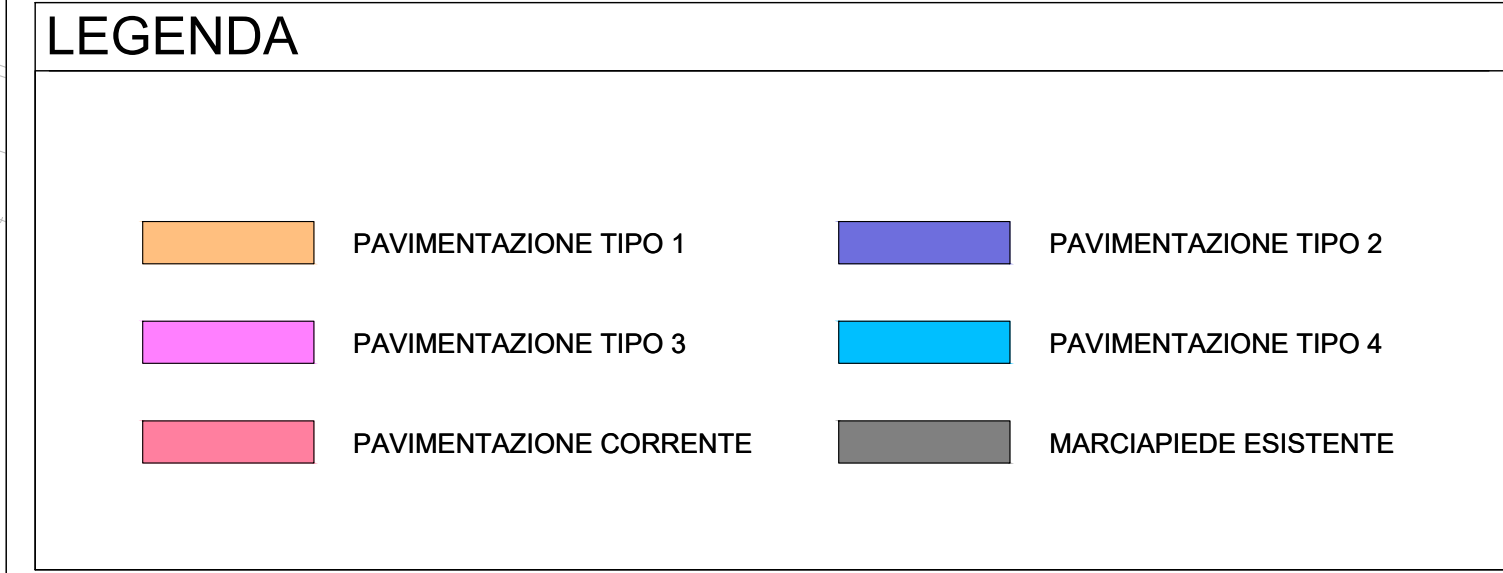 LEGENDA
PAVIMENTAZIONE TIPO 1
PAVIMENTAZIONE TIPO 2
PAVIMENTAZIONE TIPO 3
PAVIMENTAZIONE TIPO 4
PAVIMENTAZIONE CORRENTE
MARCIAPIEDE ESISTENTE